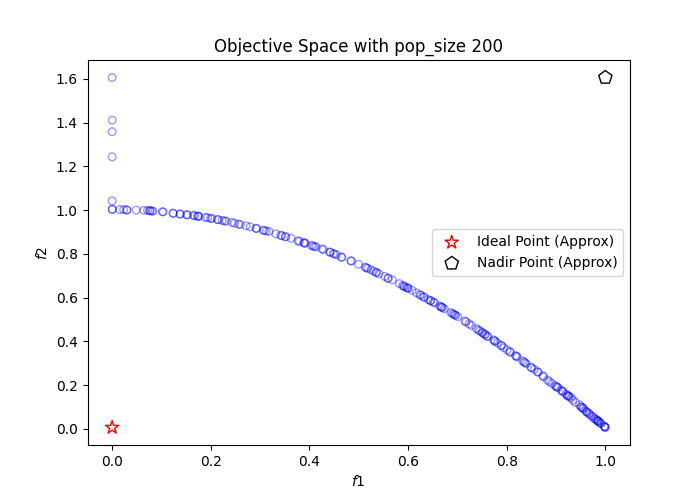 Objective Space with pop_size 200
1.6
1.4
1.2
1.0
0.8
0.6
0.4
0.2
0.0
f2
Ideal Point (Approx)
Nadir Point (Approx)
0.0 0.2 0.4 0.6 0.8 1.0
f1